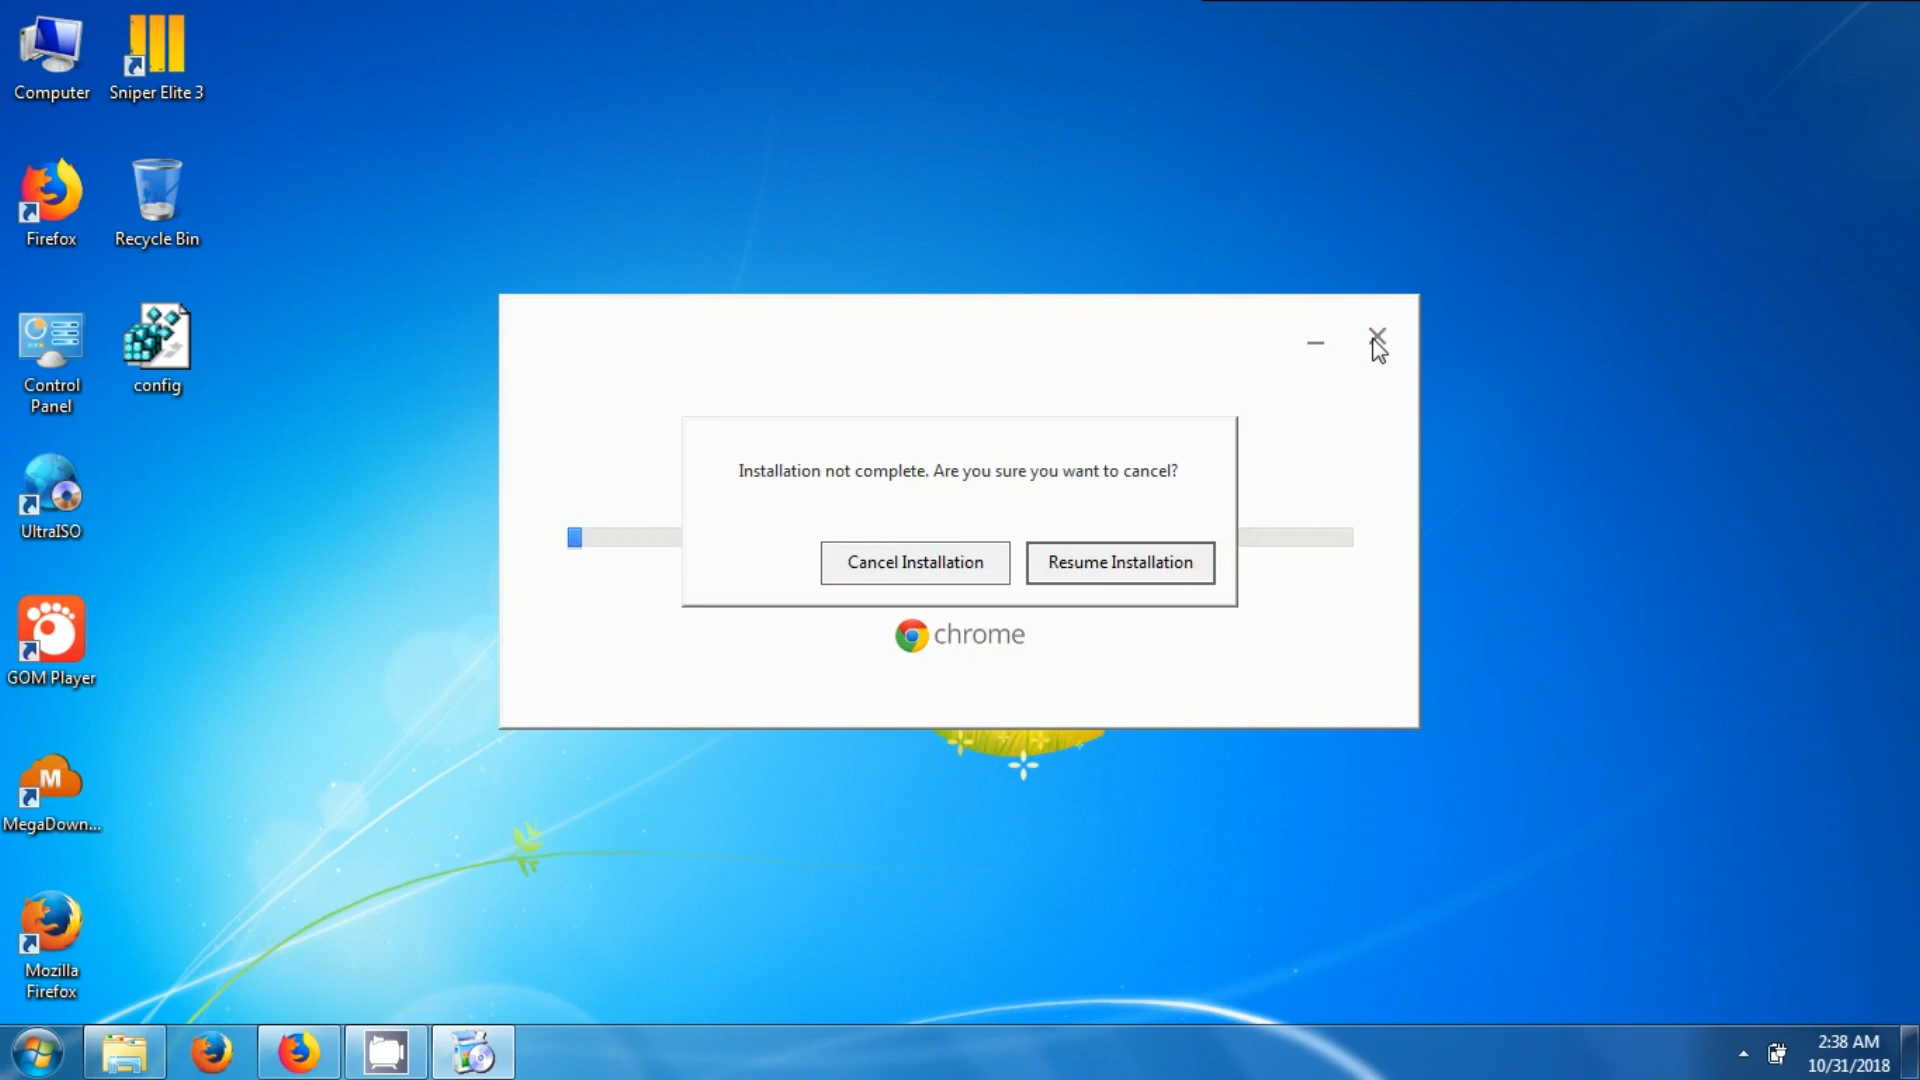 Computer
Sniper Elite 3
Firefox
Recycle Bin
Control
Panel
config
UltraISO
GOM Player
M
MegaDown...
Mozilla
Firefox
Installation not complete. Are you sure you want to cancel?
Cancel Installation
Resume Installation
chrome
2:38 AM
10/31/2018